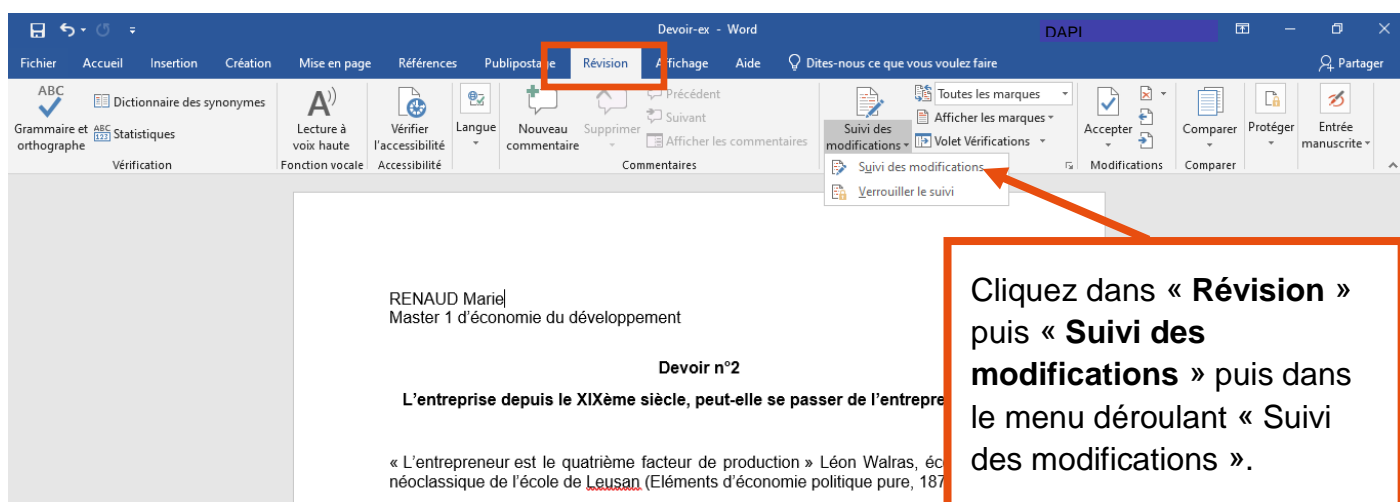 Devoir-ex - Word
DAPI
Fichier Accueil Insertion Création Mise en page Références Publipostage Révision Affichage Aide Dites-nous ce que vous voulez faire Partager
ABC
Grammaire et
orthographe
Dictionnaire des synonymes
ABC
123 Statistiques
Vérification
A
Lecture à
voix haute
Fonction vocale
Vérifier
l'accessibilité
Accessibilité
Langue
Nouveau
commentaire
Supprimer
Précédent
Suivant
Afficher les commentaires
Commentaires
Suivi des
modifications
Toutes les marques
Afficher les marques
Volet Vérifications
Suivi des modifications
Verrouiller le suivi
Accepter
Modifications
Comparer
Comparer
Protéger
Entrée
manuscrite
RENAUD Marie
Master 1 d'économie du développement
Devoir n°2
L'entreprise depuis le XIXème siècle, peut-elle se passer de l'entrepre
« L'entrepreneur est le quatrième facteur de production » Léon Walras, éc
néoclassique de l'école de Leusan (Eléments d'économie politique pure, 187
Cliquez dans « Révision »
puis « Suivi des
modifications » puis dans
le menu déroulant « Suivi
des modifications ».